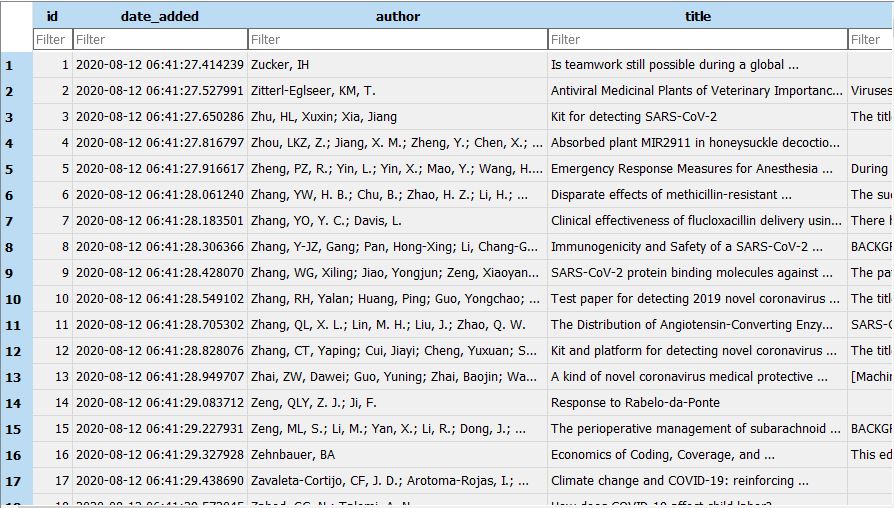 id date_added author title
Filter Filter Filter Filter Filter
1 1 2020-08-12 06:41:27.414239 Zucker, IH Is teamwork still possible during a global ...
2 2 2020-08-12 06:41:27.527991 Zitterl-Eglseer, KM, T. Antiviral Medicinal Plants of Veterinary Importanc... Viruses
3 3 2020-08-12 06:41:27.650286 Zhu, HL, Xuxin; Xia, Jiang Kit for detecting SARS-CoV-2 The titl
4 4 2020-08-12 06:41:27.816797 Zhou, LKZ, Z.; Jiang, X. M.; Zheng, Y.; Chen, X.; ... Absorbed plant MIR2911 in honeysuckle decoctio...
5 5 2020-08-12 06:41:27.916617 Zheng, PZ, R.; Yin, L.; Yin, X.; Mao, Y.; Wang, H.... Emergency Response Measures for Anesthesia ... During
6 6 2020-08-12 06:41:28.061240 Zhang, YW, H. B.; Chu, B.; Zhao, H. Z.; Li, H.; ... Disparate effects of methicillin-resistant ... The su
7 7 2020-08-12 06:41:28.183501 Zhang, YO, Y. C.; Davis, L. Clinical effectiveness of flucloxacillin delivery usin... There h
8 8 2020-08-12 06:41:28.306366 Zhang, Y-JZ, Gang; Pan, Hong-Xing; Li, Chang-G... Immunogenicity and Safety of a SARS-CoV-2 ... BACKGR
9 9 2020-08-12 06:41:28.428070 Zhang, WG, Xiling; Jiao, Yongjun; Zeng, Xiaoyan... SARS-CoV-2 protein binding molecules against ... The pa
10 10 2020-08-12 06:41:28.549102 Zhang, RH, Yalan; Huang, Ping; Guo, Yongchao; ... Test paper for detecting 2019 novel coronavirus ... The titl
11 11 2020-08-12 06:41:28.705302 Zhang, QL, X. L.; Lin, M. H.; Liu, J.; Zhao, Q. W. The Distribution of Angiotensin-Converting Enzy... SARS-C
12 12 2020-08-12 06:41:28.828076 Zhang, CT, Yaping; Cui, Jiayi; Cheng, Yuxuan; S... Kit and platform for detecting novel coronavirus ... The titl
13 13 2020-08-12 06:41:28.949707 Zhai, ZW, Dawei; Guo, Yuning; Zhai, Baojin; Wa... A kind of novel coronavirus medical protective ... [Machin
14 14 2020-08-12 06:41:29.083712 Zeng, QLY, Z. J.; Ji, F. Response to Rabelo-da-Ponte
15 15 2020-08-12 06:41:29.227931 Zeng, ML, S.; Li, M.; Yan, X.; Li, R.; Dong, J.; ... The perioperative management of subarachnoid ... BACKGR
16 16 2020-08-12 06:41:29.327928 Zehnbauer, BA Economics of Coding, Coverage, and ... This ed
17 17 2020-08-12 06:41:29.438690 Zavaleta-Cortijo, CF, J. D.; Arotoma-Rojas, I.; ... Climate change and COVID-19: reinforcing ...